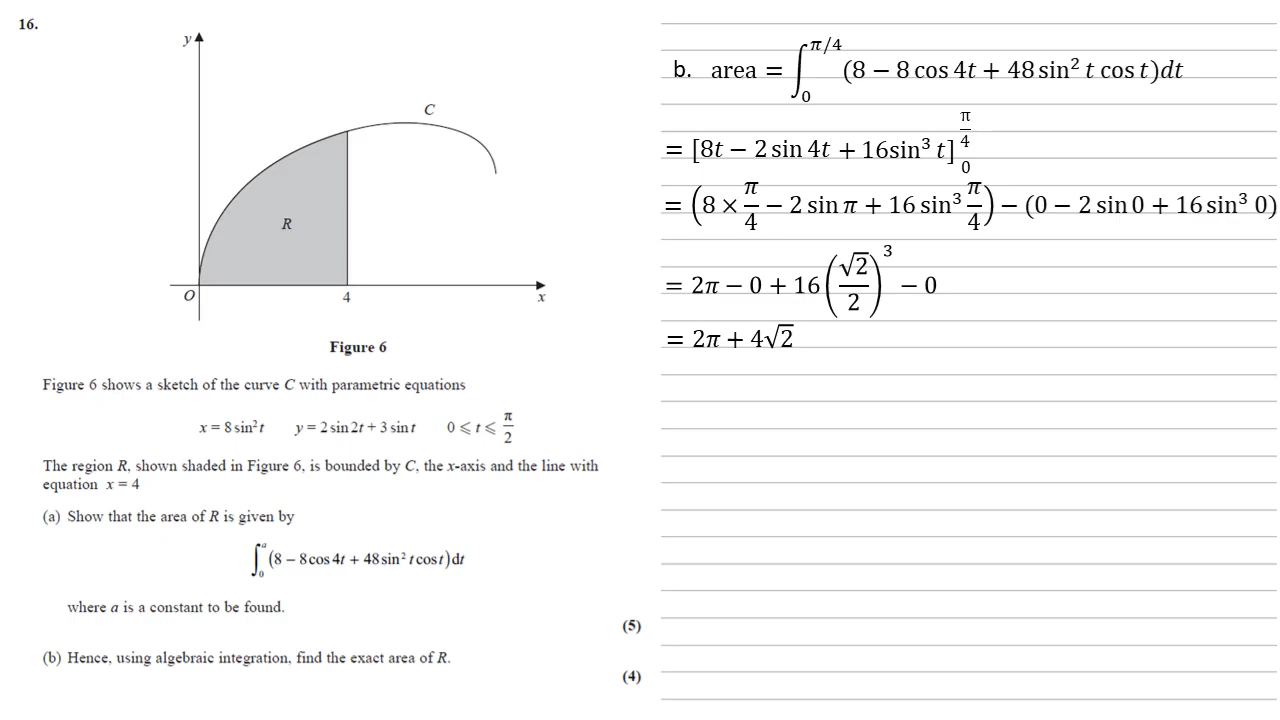 16.
y
C
R
O
4
x
Figure 6
Figure 6 shows a sketch of the curve C with parametric equations
x = 8 sin² t    y = 2 sin 2t + 3 sin t    0 ⩽ t ⩽ π/2
The region R, shown shaded in Figure 6, is bounded by C, the x-axis and the line with
equation x = 4
(a) Show that the area of R is given by
∫₀ᵃ (8 − 8cos 4t + 48sin² t cos t) dt
where a is a constant to be found.
(5)
(b) Hence, using algebraic integration, find the exact area of R.
(4)
b. area = ∫₀^(π/4) (8 − 8 cos 4t + 48 sin² t cos t)dt
= [8t − 2 sin 4t + 16sin³ t]₀^(π/4)
= (8 × π/4 − 2 sin π + 16 sin³ π/4) − (0 − 2 sin 0 + 16 sin³ 0)
= 2π − 0 + 16(√2/2)³ − 0
= 2π + 4√2